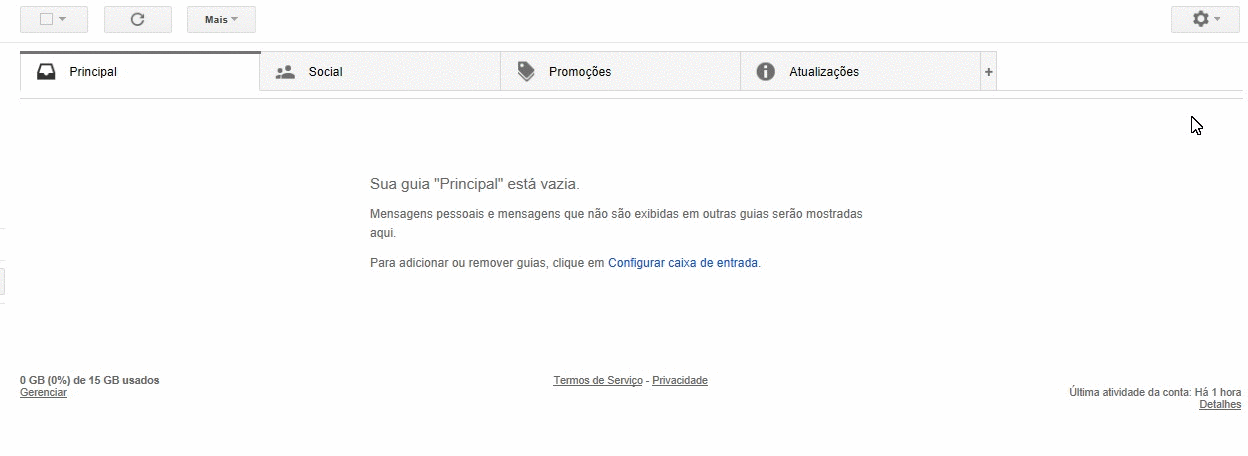 Mais
Principal
Social
Promoções
Atualizações
+
Sua guia "Principal" está vazia.
Mensagens pessoais e mensagens que não são exibidas em outras guias serão mostradas
aqui.
Para adicionar ou remover guias, clique em Configurar caixa de entrada.
0 GB (0%) de 15 GB usados
Gerenciar
Termos de Serviço - Privacidade
Última atividade da conta: Há 1 hora
Detalhes